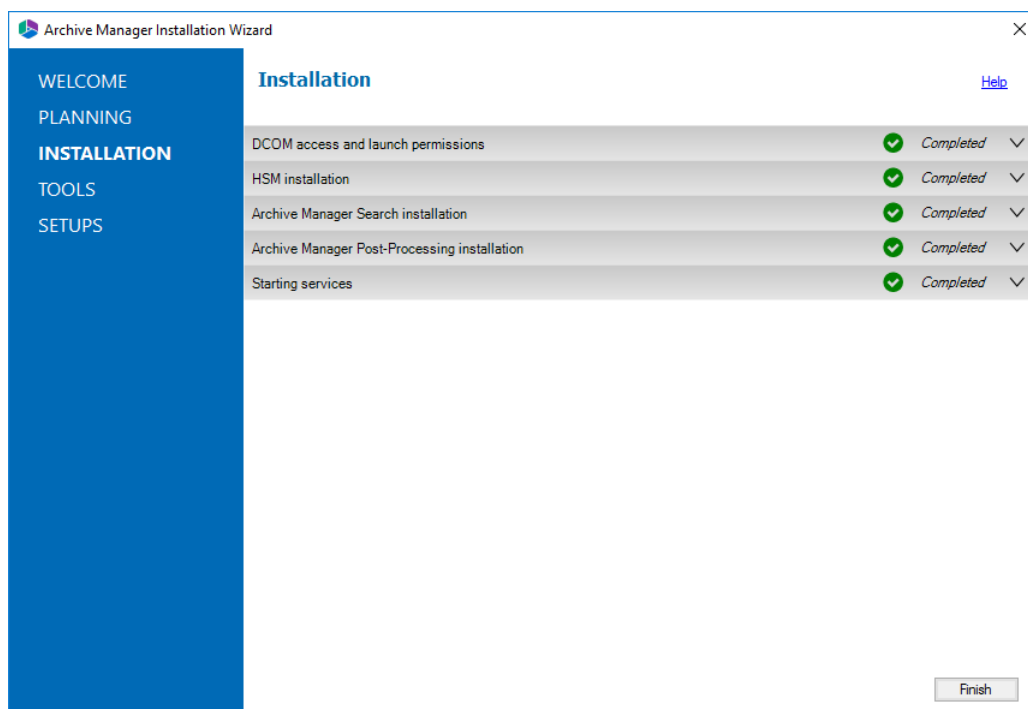 Archive Manager Installation Wizard
WELCOME
PLANNING
INSTALLATION
TOOLS
SETUPS
Installation
Help
DCOM access and launch permissions Completed
HSM installation Completed
Archive Manager Search installation Completed
Archive Manager Post-Processing installation Completed
Starting services Completed
Finish